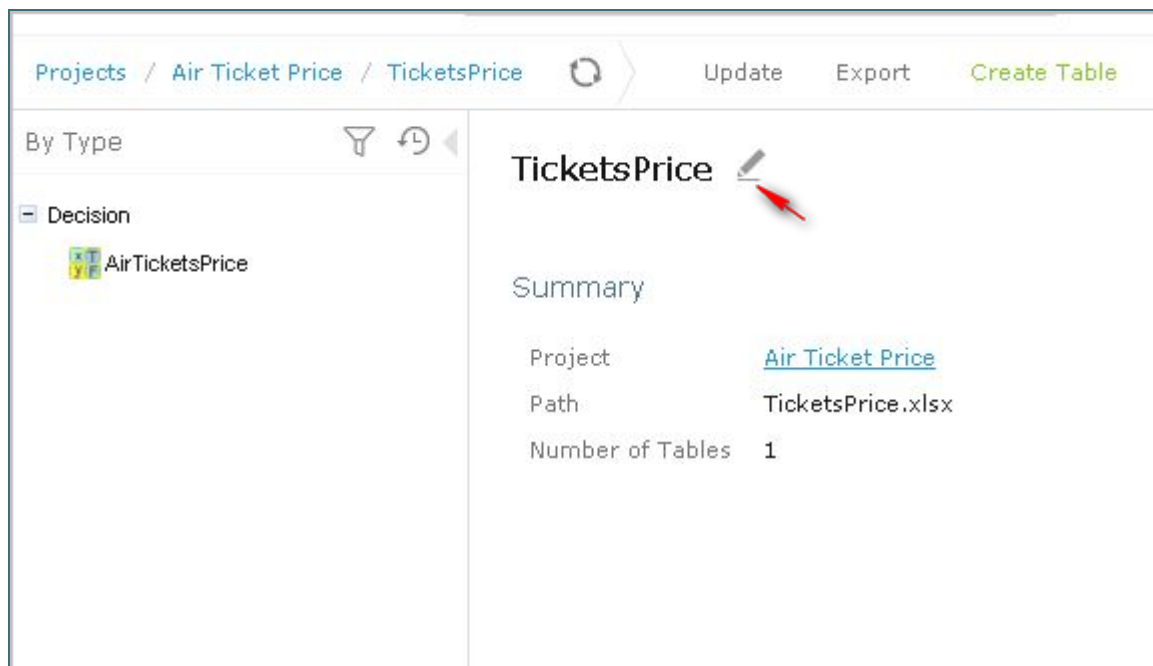 Projects / Air Ticket Price / TicketsPrice Update Export Create Table
By Type
Decision
AirTicketsPrice
TicketsPrice
Summary
Project Air Ticket Price
Path TicketsPrice.xlsx
Number of Tables 1